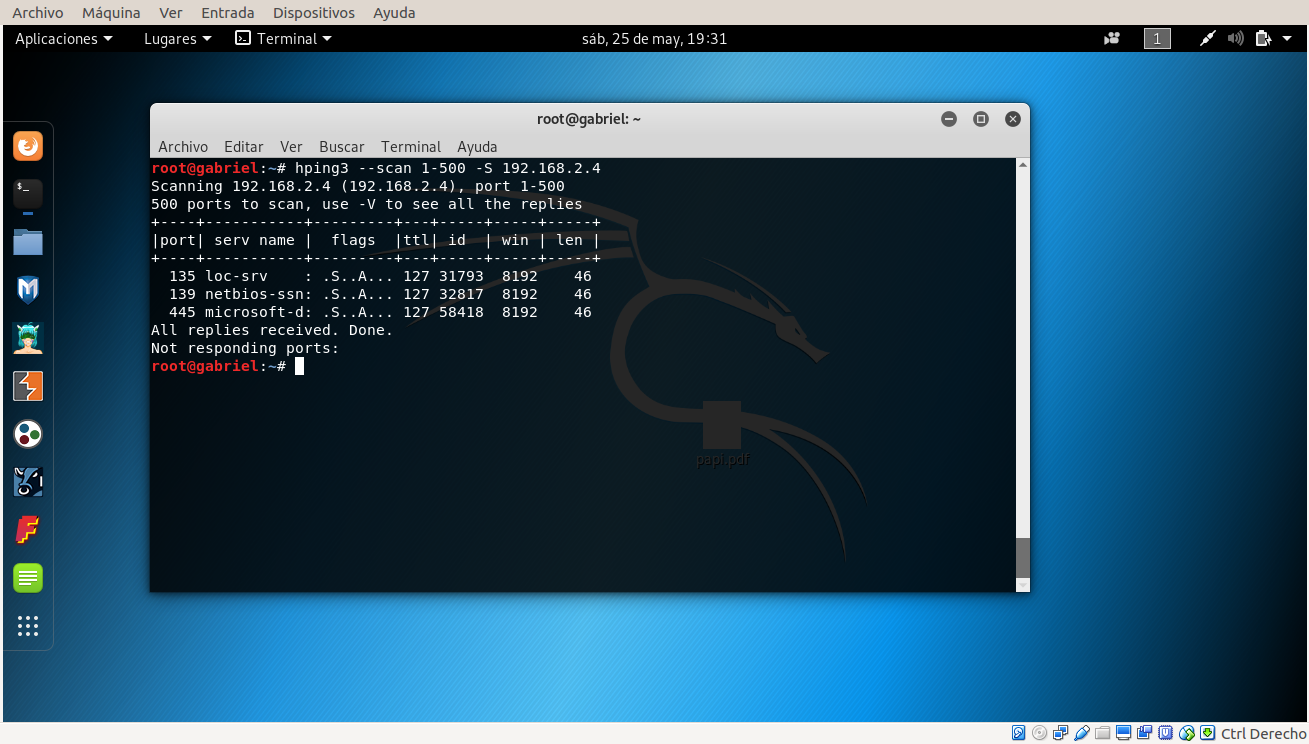 Archivo Máquina Ver Entrada Dispositivos Ayuda
Aplicaciones Lugares Terminal sáb, 25 de may, 19:31 1
root@gabriel: ~
Archivo Editar Ver Buscar Terminal Ayuda
root@gabriel:~# hping3 --scan 1-500 -S 192.168.2.4
Scanning 192.168.2.4 (192.168.2.4), port 1-500
500 ports to scan, use -V to see all the replies
+----+-----------+---------+---+-----+-----+-----+
|port| serv name |  flags  |ttl| id  | win | len |
+----+-----------+---------+---+-----+-----+-----+
  135 loc-srv    : .S..A... 127 31793  8192    46
  139 netbios-ssn: .S..A... 127 32817  8192    46
  445 microsoft-d: .S..A... 127 58418  8192    46
All replies received. Done.
Not responding ports:
root@gabriel:~#
papi.pdf
Ctrl Derecho